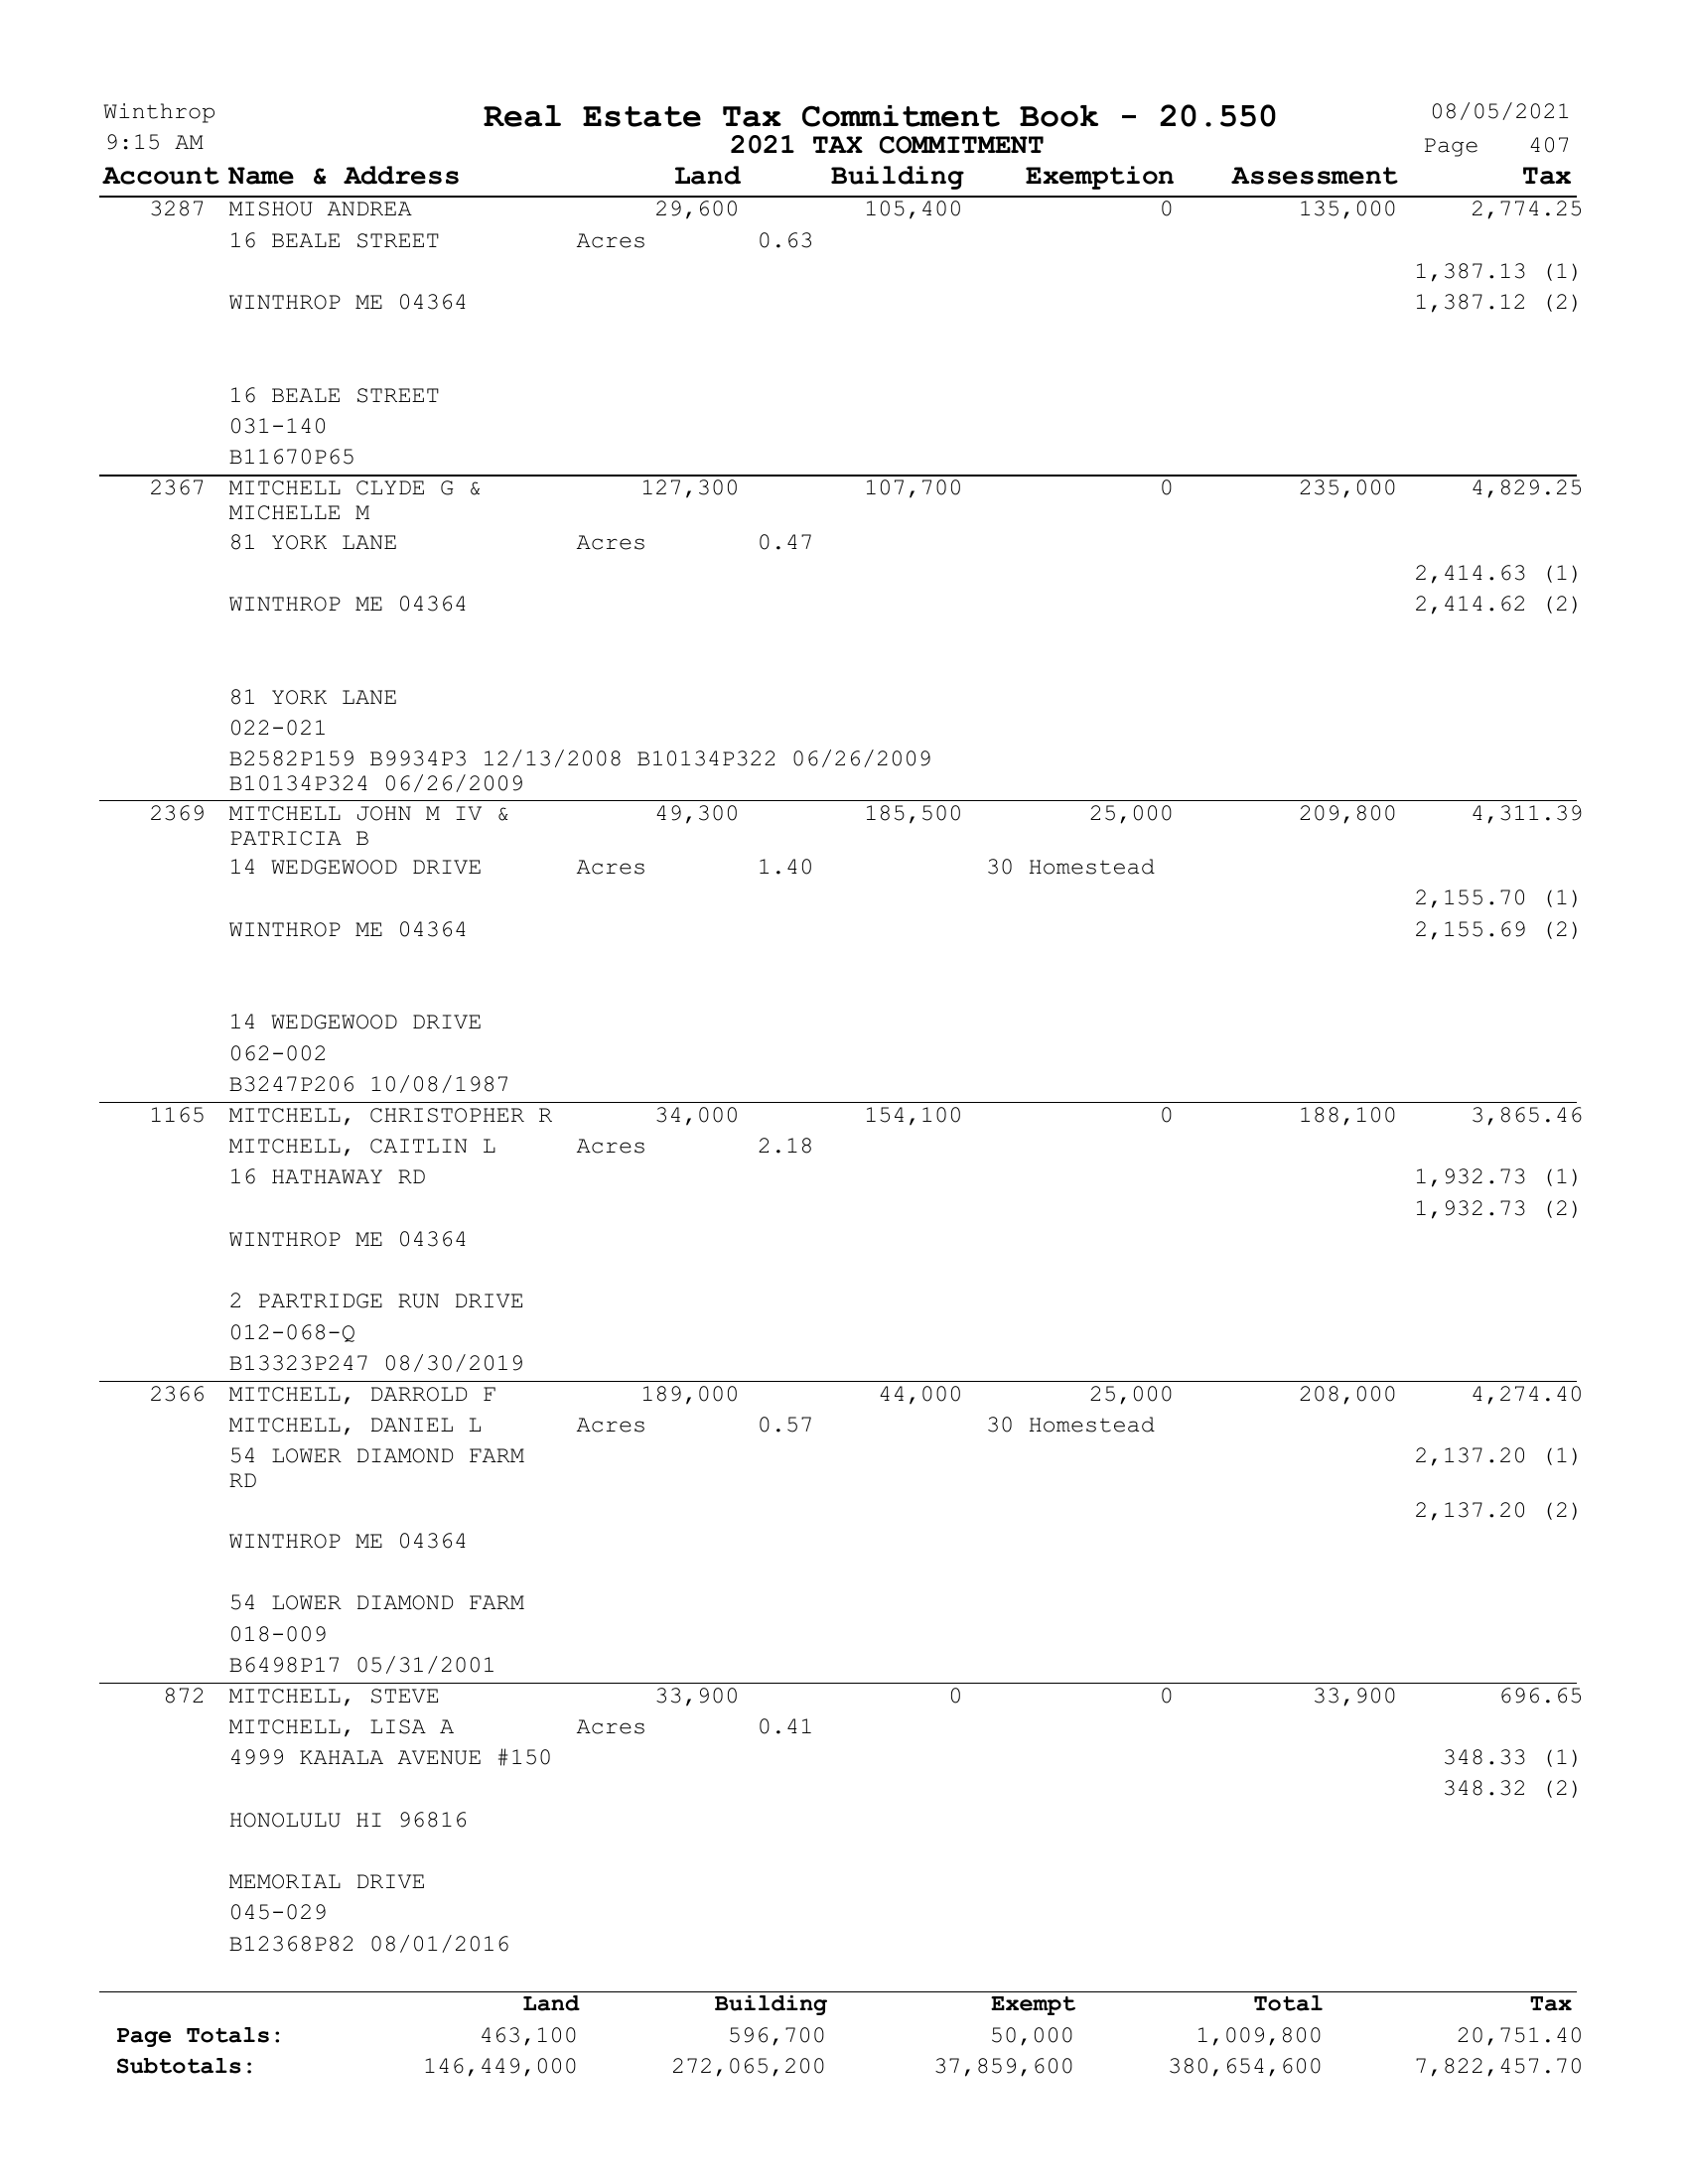 Winthrop Real Estate Tax Commitment Book - 20.550 08/05/2021
9:15 AM 2021 TAX COMMITMENT Page 407
Account Name & Address Land Building Exemption Assessment Tax
3287 MISHOU ANDREA 29,600 105,400 0 135,000 2,774.25
16 BEALE STREET Acres 0.63
1,387.13 (1)
WINTHROP ME 04364 1,387.12 (2)
16 BEALE STREET
031-140
B11670P65
2367 MITCHELL CLYDE G & 127,300 107,700 0 235,000 4,829.25
MICHELLE M
81 YORK LANE Acres 0.47
2,414.63 (1)
WINTHROP ME 04364 2,414.62 (2)
81 YORK LANE
022-021
B2582P159 B9934P3 12/13/2008 B10134P322 06/26/2009
B10134P324 06/26/2009
2369 MITCHELL JOHN M IV & 49,300 185,500 25,000 209,800 4,311.39
PATRICIA B
14 WEDGEWOOD DRIVE Acres 1.40 30 Homestead
2,155.70 (1)
WINTHROP ME 04364 2,155.69 (2)
14 WEDGEWOOD DRIVE
062-002
B3247P206 10/08/1987
1165 MITCHELL, CHRISTOPHER R 34,000 154,100 0 188,100 3,865.46
MITCHELL, CAITLIN L Acres 2.18
16 HATHAWAY RD 1,932.73 (1)
1,932.73 (2)
WINTHROP ME 04364
2 PARTRIDGE RUN DRIVE
012-068-Q
B13323P247 08/30/2019
2366 MITCHELL, DARROLD F 189,000 44,000 25,000 208,000 4,274.40
MITCHELL, DANIEL L Acres 0.57 30 Homestead
54 LOWER DIAMOND FARM 2,137.20 (1)
RD
2,137.20 (2)
WINTHROP ME 04364
54 LOWER DIAMOND FARM
018-009
B6498P17 05/31/2001
872 MITCHELL, STEVE 33,900 0 0 33,900 696.65
MITCHELL, LISA A Acres 0.41
4999 KAHALA AVENUE #150 348.33 (1)
348.32 (2)
HONOLULU HI 96816
MEMORIAL DRIVE
045-029
B12368P82 08/01/2016
Land Building Exempt Total Tax
Page Totals: 463,100 596,700 50,000 1,009,800 20,751.40
Subtotals: 146,449,000 272,065,200 37,859,600 380,654,600 7,822,457.70